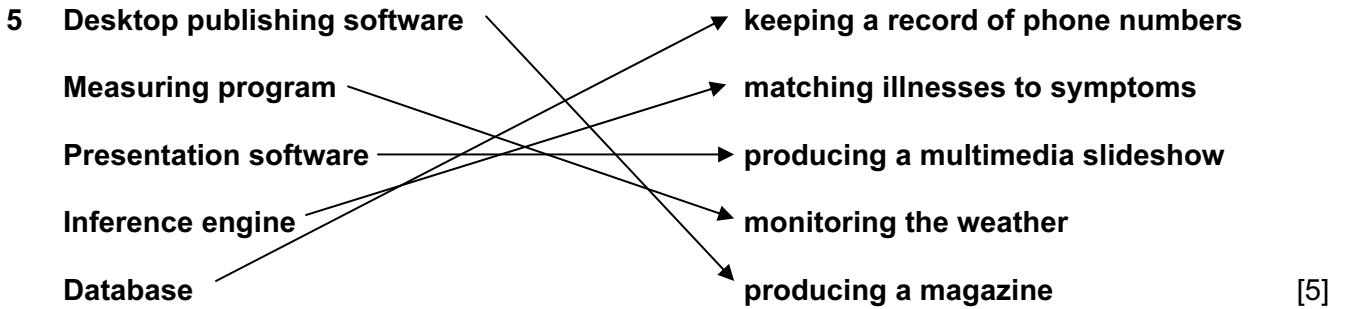 5 Desktop publishing software keeping a record of phone numbers
Measuring program matching illnesses to symptoms
Presentation software producing a multimedia slideshow
Inference engine monitoring the weather
Database producing a magazine [5]